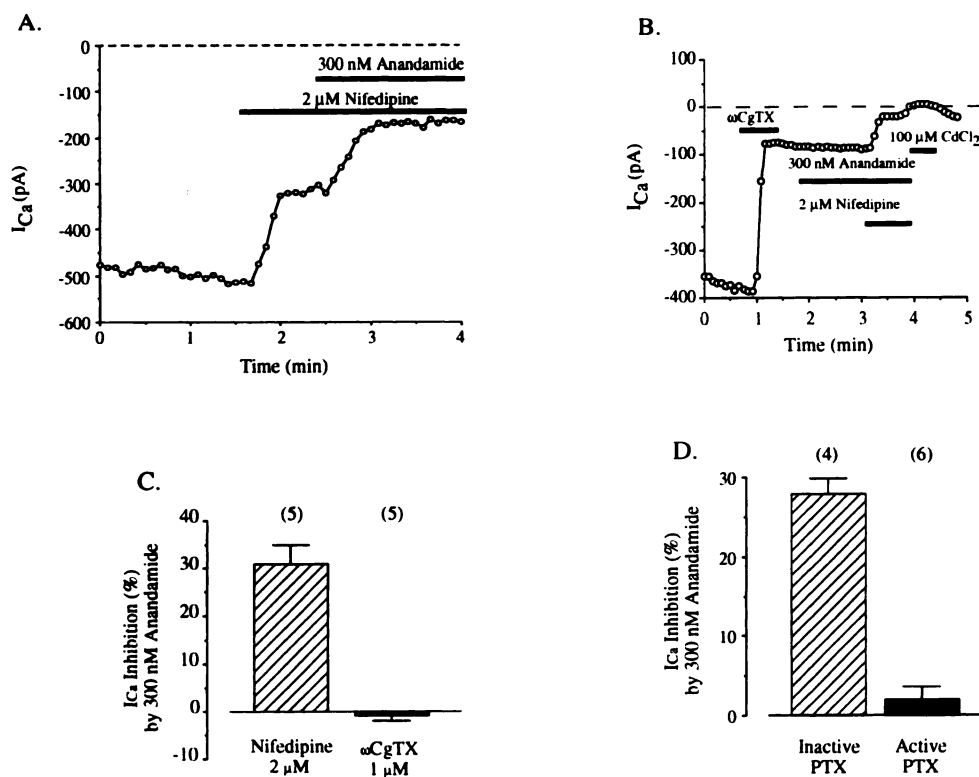 A.
0
-100
-200
-300
-400
-500
-600
300 nM Anandamide
2 μM Nifedipine
ICa (pA)
0 1 2 3 4
Time (min)
B.
100
0
-100
-200
-300
-400
ωCgTX
100 μM CdCl2
300 nM Anandamide
2 μM Nifedipine
ICa (pA)
0 1 2 3 4 5
Time (min)
C.
(5) (5)
40
30
20
10
0
-10
ICa Inhibition (%)
by 300 nM Anandamide
Nifedipine ωCgTX
2 μM 1 μM
D.
(4) (6)
30
20
10
0
ICa Inhibition (%)
by 300 nM Anandamide
Inactive Active
PTX PTX